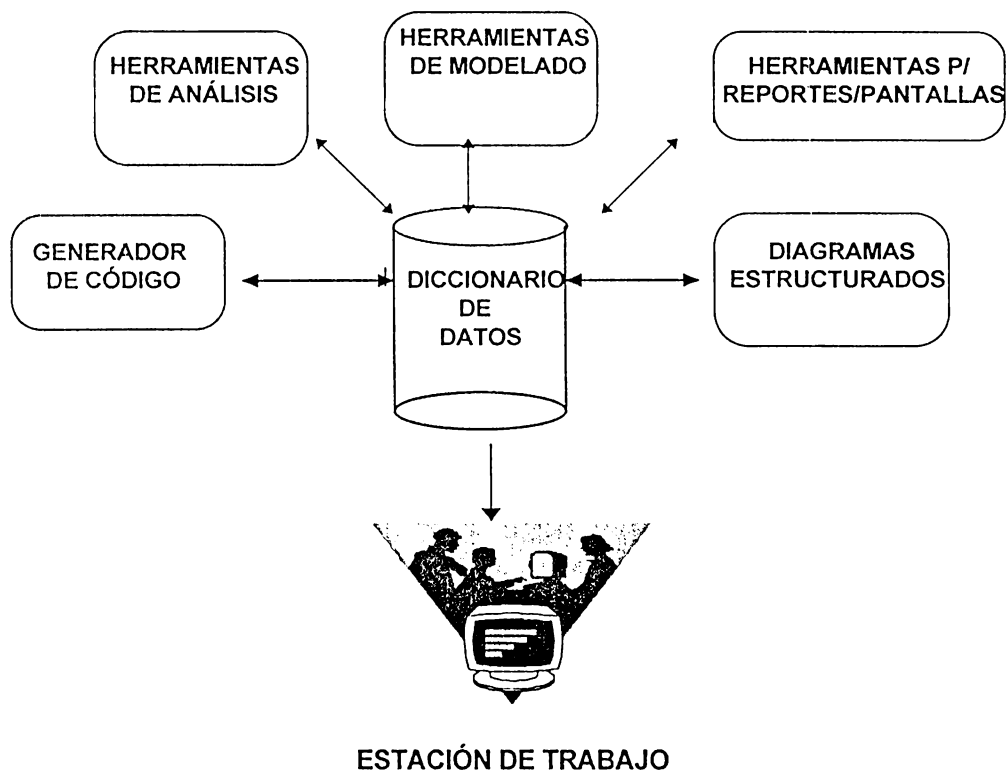 HERRAMIENTAS
DE ANÁLISIS
HERRAMIENTAS
DE MODELADO
HERRAMIENTAS P/
REPORTES/PANTALLAS
GENERADOR
DE CÓDIGO
DICCIONARIO
DE
DATOS
DIAGRAMAS
ESTRUCTURADOS
ESTACIÓN DE TRABAJO